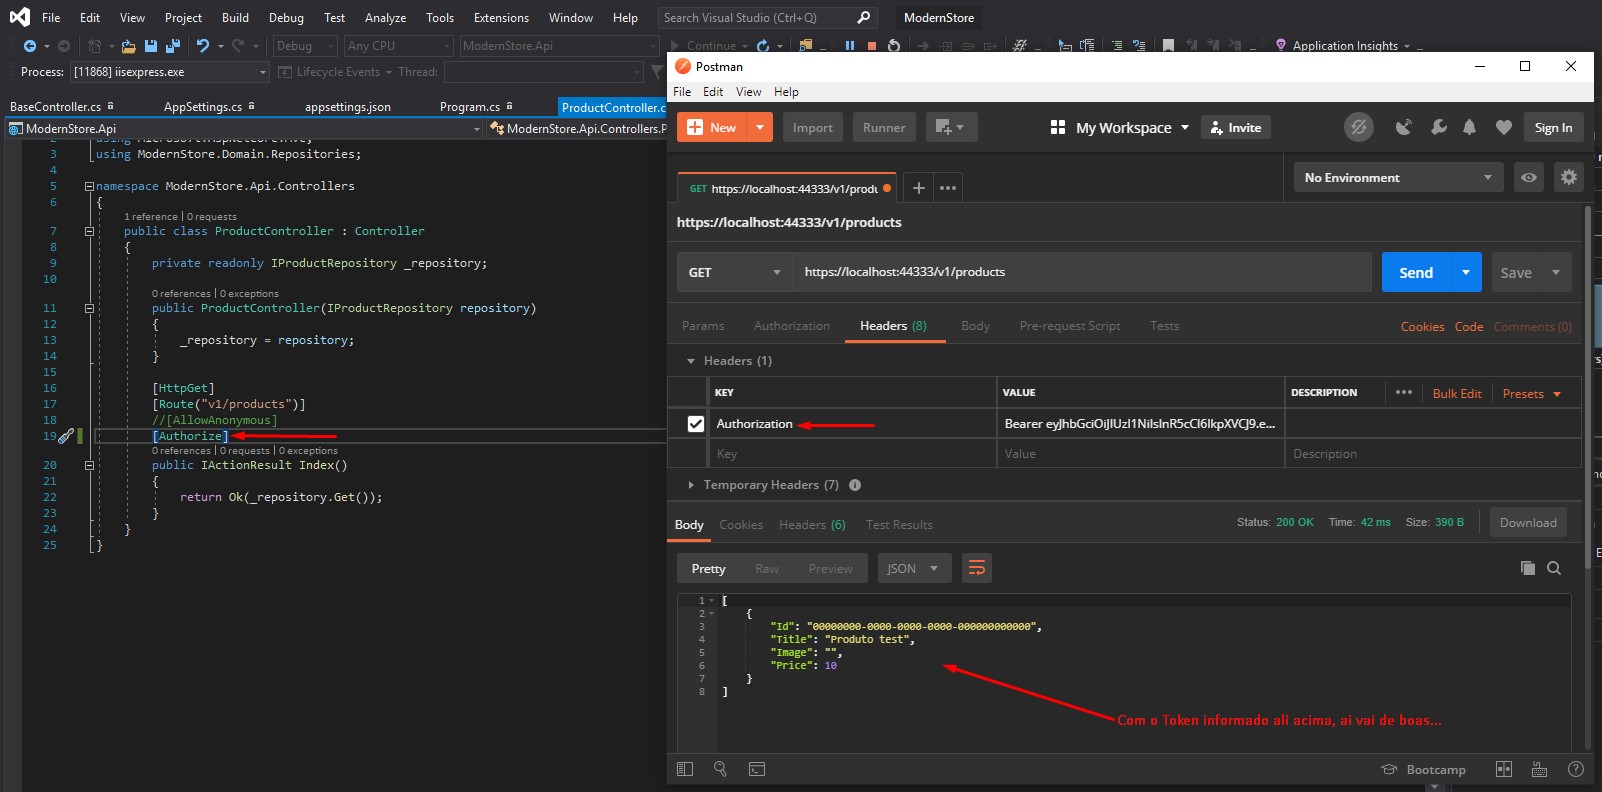 File Edit View Project Build Debug Test Analyze Tools Extensions Window Help Search Visual Studio (Ctrl+Q) ModernStore
Debug Any CPU ModernStore.Api Continue Application Insights
Process: [11868] iisexpress.exe Lifecycle Events Thread:
BaseController.cs AppSettings.cs appsettings.json Program.cs ProductController.c
ModernStore.Api ModernStore.Api.Controllers.P
3 using ModernStore.Domain.Repositories;
4
5 namespace ModernStore.Api.Controllers
6 {
1 reference | 0 requests
7 public class ProductController : Controller
8 {
9 private readonly IProductRepository _repository;
10
0 references | 0 exceptions
11 public ProductController(IProductRepository repository)
12 {
13 _repository = repository;
14 }
15
16 [HttpGet]
17 [Route("v1/products")]
18 //[AllowAnonymous]
19 [Authorize]
0 references | 0 requests | 0 exceptions
20 public IActionResult Index()
21 {
22 return Ok(_repository.Get());
23 }
24 }
25 }
Postman
File Edit View Help
New Import Runner My Workspace Invite Sign In
GET https://localhost:44333/v1/produ No Environment
https://localhost:44333/v1/products
GET https://localhost:44333/v1/products Send Save
Params Authorization Headers (8) Body Pre-request Script Tests Cookies Code Comments (0)
Headers (1)
KEY VALUE DESCRIPTION Bulk Edit Presets
Authorization Bearer eyJhbGciOiJIUzI1NiIsInR5cCI6IkpXVCJ9.e...
Key Value Description
Temporary Headers (7)
Body Cookies Headers (6) Test Results Status: 200 OK Time: 42 ms Size: 390 B Download
Pretty Raw Preview JSON
1 [
2 {
3 "Id": "00000000-0000-0000-0000-000000000000",
4 "Title": "Produto test",
5 "Image": "",
6 "Price": 10
7 }
8 ]
Com o Token informado ali acima, ai vai de boas...
Bootcamp